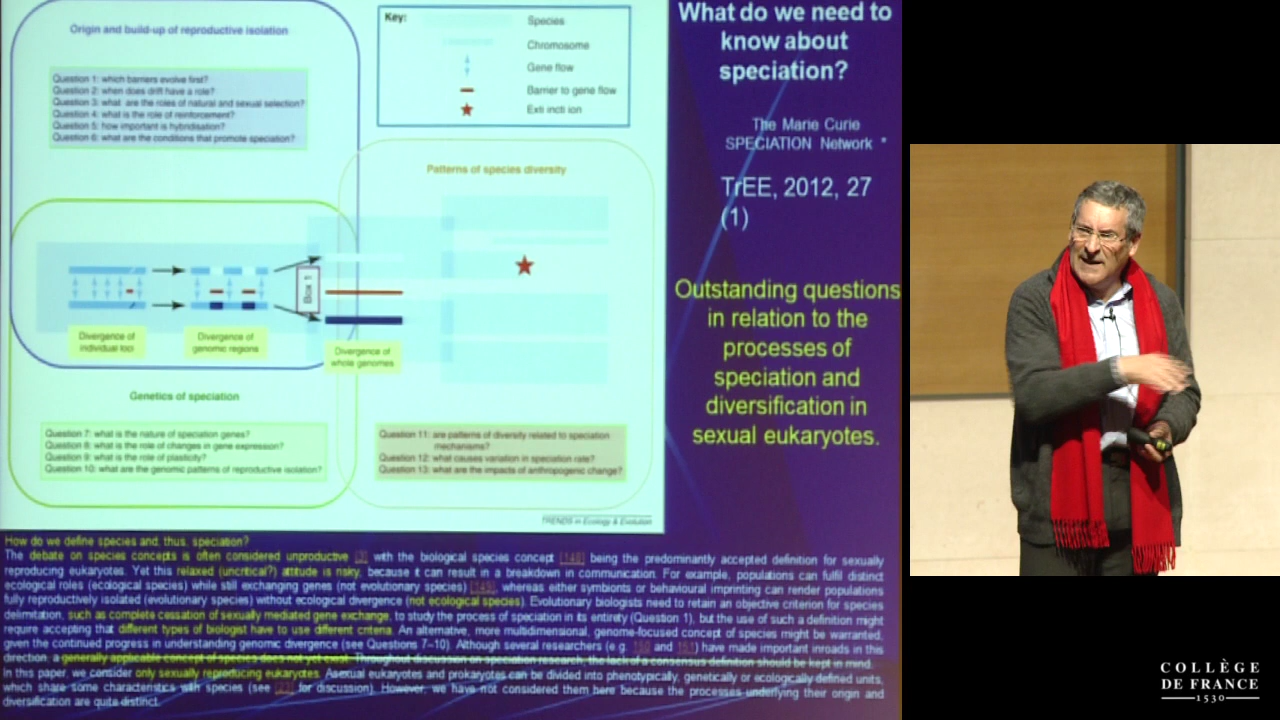 Origin and build-up of reproductive isolation
Question 1: which barriers evolve first?
Question 2: when does drift have a role?
Question 3: what are the roles of natural and sexual selection?
Question 4: what is the role of reinforcement?
Question 5: how important is hybridisation?
Question 6: what are the conditions that promote speciation?
Key:
Species
Chromosome
Gene flow
Barrier to gene flow
Exti incti ion
Patterns of species diversity
Box 1
Divergence of
individual loci
Divergence of
genomic regions
Divergence of
whole genomes
Genetics of speciation
Question 7: what is the nature of speciation genes?
Question 8: what is the role of changes in gene expression?
Question 9: what is the role of plasticity?
Question 10: what are the genomic patterns of reproductive isolation?
Question 11: are patterns of diversity related to speciation
mechanisms?
Question 12: what causes variation in speciation rate?
Question 13: what are the impacts of anthropogenic change?
TRENDS in Ecology & Evolution
What do we need to
know about
speciation?
The Marie Curie
SPECIATION Network *
TrEE, 2012, 27
(1)
Outstanding questions
in relation to the
processes of
speciation and
diversification in
sexual eukaryotes.
How do we define species and, thus, speciation?
The debate on species concepts is often considered unproductive with the biological species concept being the predominantly accepted definition for sexually
reproducing eukaryotes. Yet this relaxed (uncritical?) attitude is risky, because it can result in a breakdown in communication. For example, populations can fulfil distinct
ecological roles (ecological species) while still exchanging genes (not evolutionary species) whereas either symbionts or behavioural imprinting can render populations
fully reproductively isolated (evolutionary species) without ecological divergence (not ecological species). Evolutionary biologists need to retain an objective criterion for species
delimitation, such as complete cessation of sexually mediated gene exchange, to study the process of speciation in its entirety (Question 1), but the use of such a definition might
require accepting that different types of biologist have to use different criteria. An alternative, more multidimensional, genome-focused concept of species might be warranted,
given the continued progress in understanding genomic divergence (see Questions 7–10). Although several researchers (e.g. and ) have made important inroads in this
direction, a generally applicable concept of species does not yet exist. Throughout discussion on speciation research, the lack of a consensus definition should be kept in mind.
In this paper, we consider only sexually reproducing eukaryotes. Asexual eukaryotes and prokaryotes can be divided into phenotypically, genetically or ecologically defined units,
which share some characteristics with species (see for discussion). However, we have not considered them here because the processes underlying their origin and
diversification are quite distinct.
COLLÈGE
DE FRANCE
1530